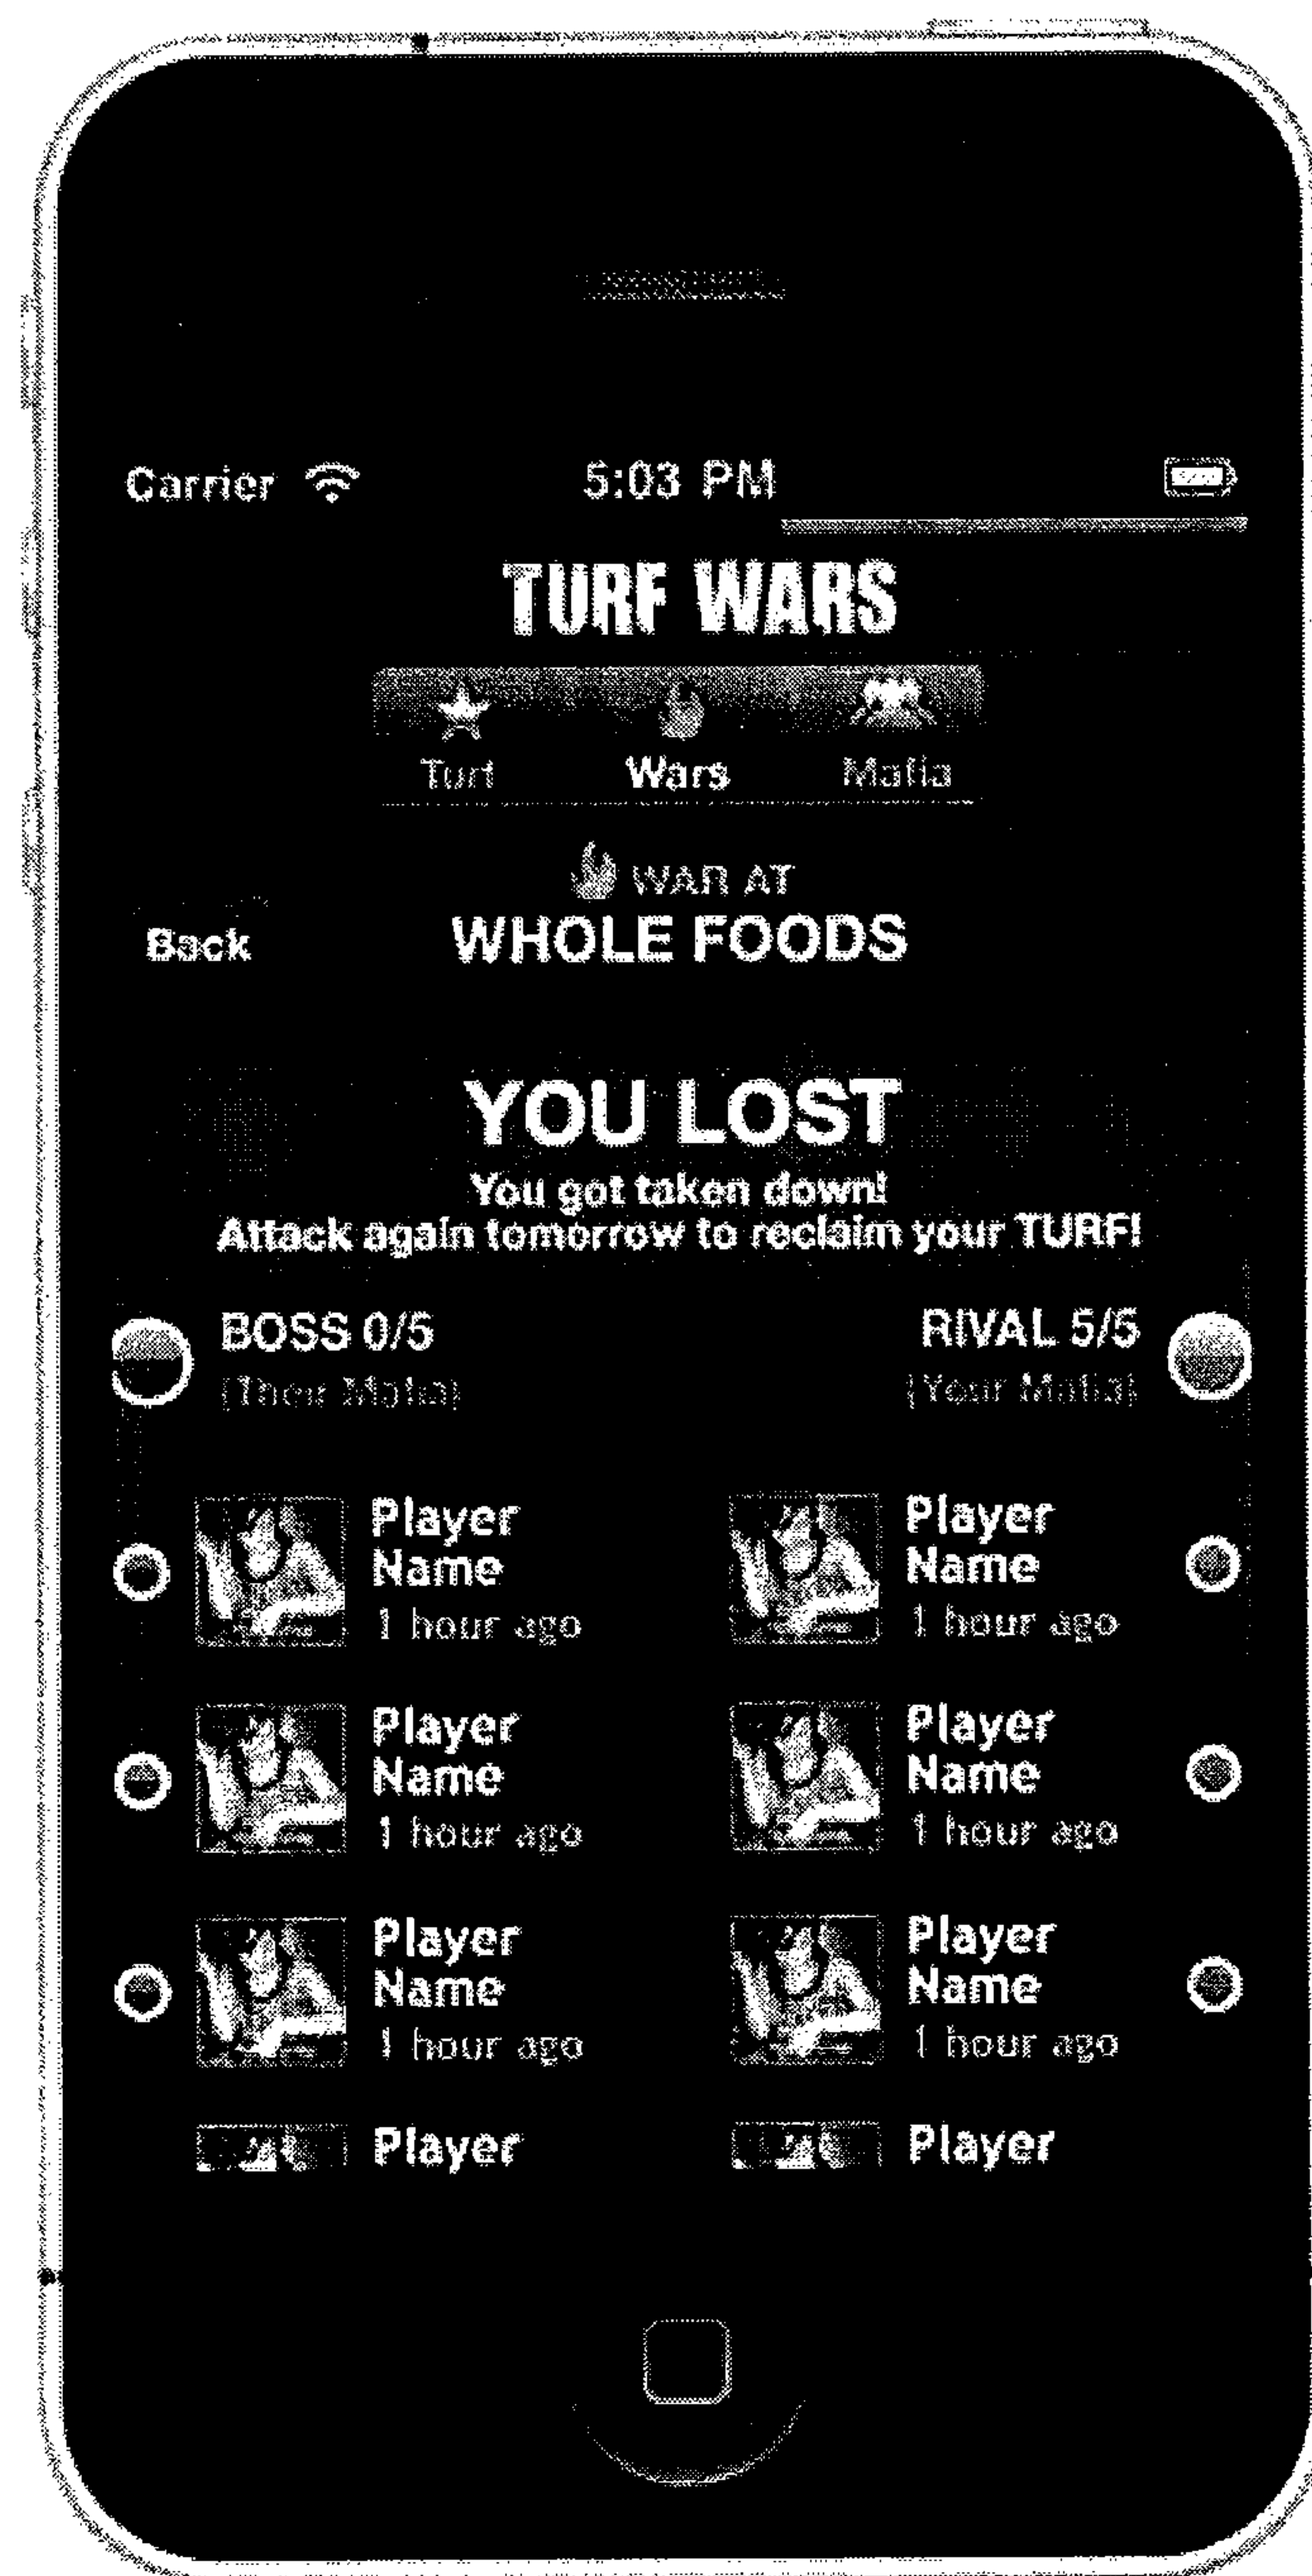 Carrier 5:03 PM
TURF WARS
Turf Wars Mafia
WAR AT
Back WHOLE FOODS
YOU LOST
You got taken down!
Attack again tomorrow to reclaim your TURF!
BOSS 0/5 RIVAL 5/5
(Their Mafia) (Your Mafia)
Player Player
Name Name
1 hour ago 1 hour ago
Player Player
Name Name
1 hour ago 1 hour ago
Player Player
Name Name
1 hour ago 1 hour ago
Player Player